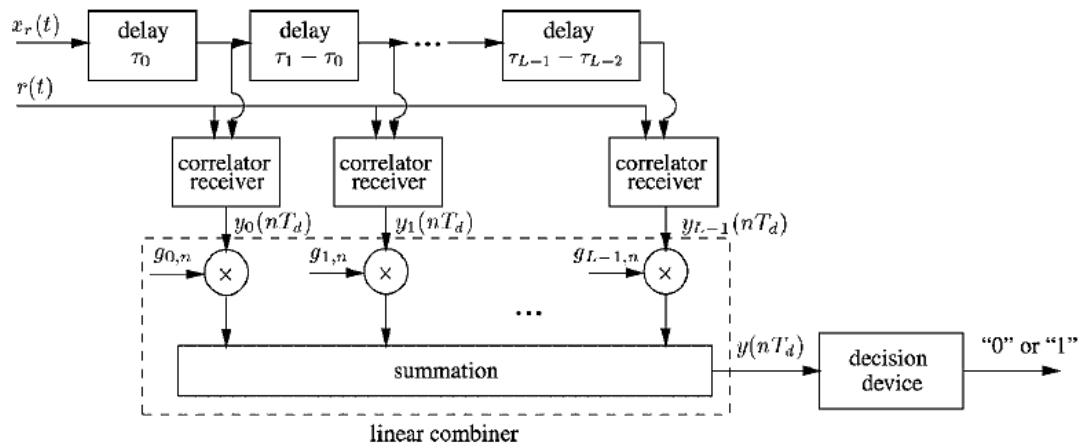 x_r(t)
delay
τ_0
delay
τ_1 − τ_0
...
delay
τ_{L−1} − τ_{L−2}
r(t)
correlator
receiver
correlator
receiver
correlator
receiver
y_0(nT_d)
y_1(nT_d)
y_{L−1}(nT_d)
g_{0,n}
×
g_{1,n}
×
g_{L−1,n}
×
...
summation
y(nT_d)
decision
device
“0” or “1”
linear combiner